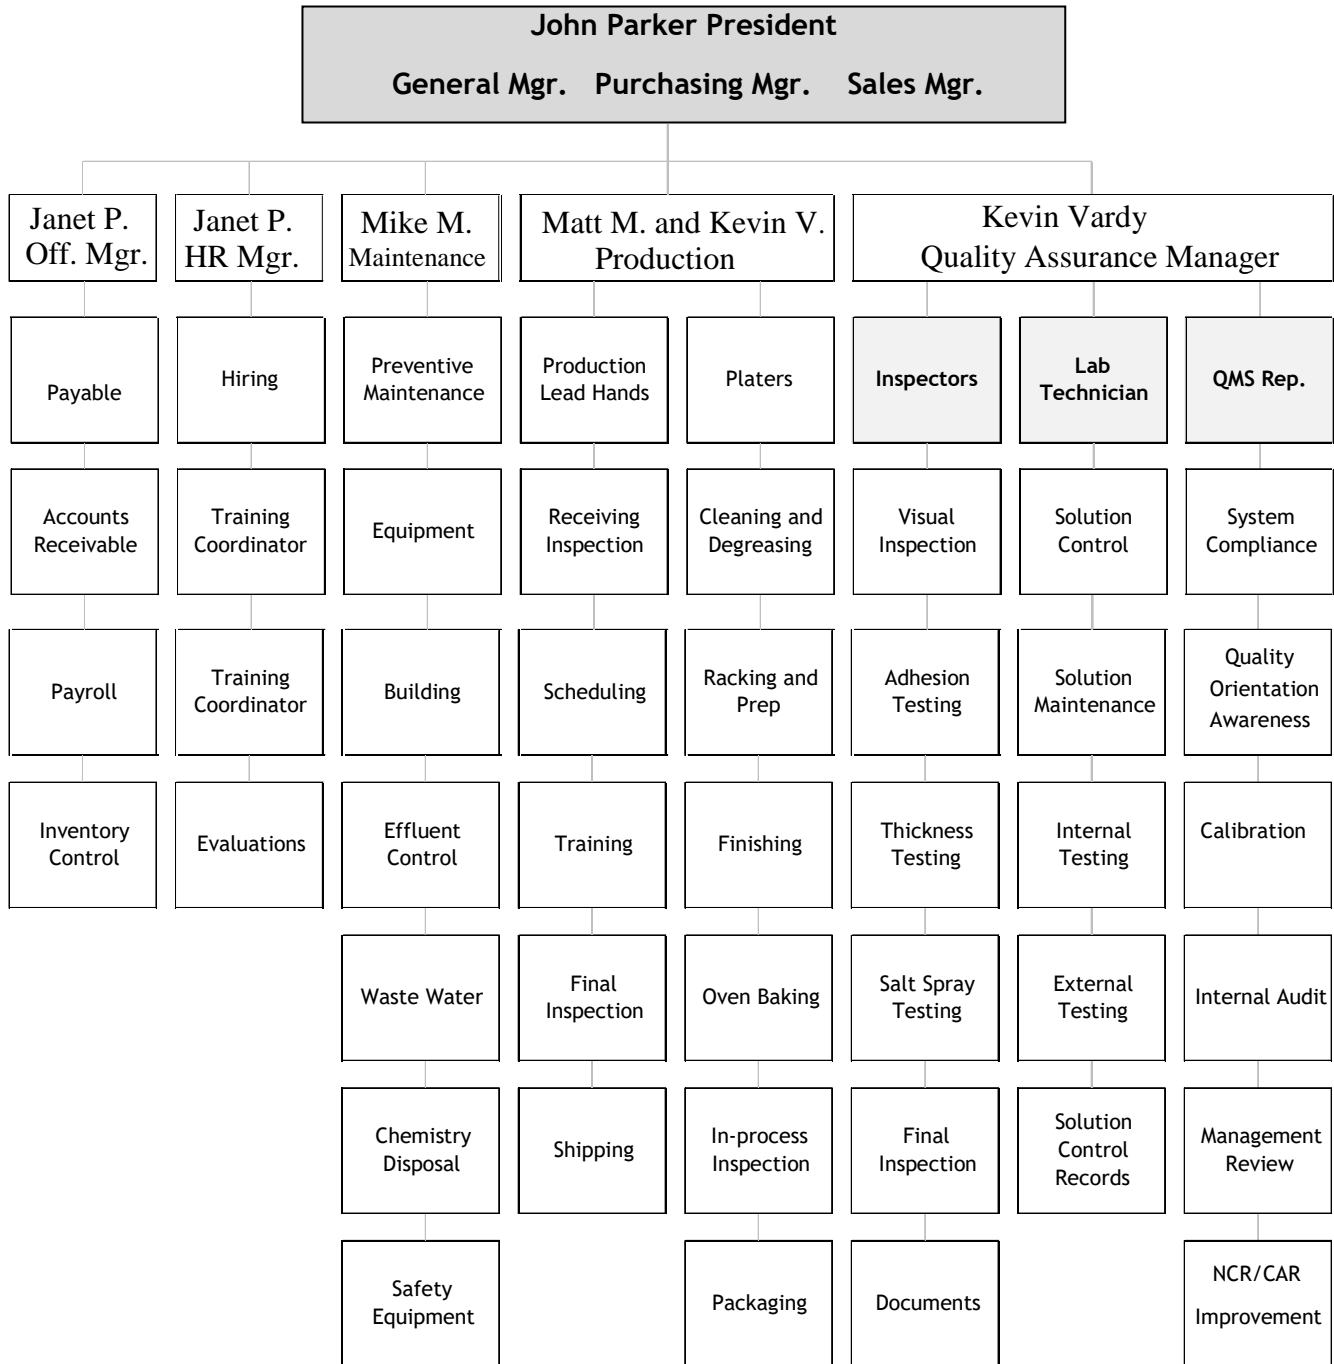 John Parker President
General Mgr. Purchasing Mgr. Sales Mgr.
Janet P.
Off. Mgr.
Janet P.
HR Mgr.
Mike M.
Maintenance
Matt M. and Kevin V.
Production
Kevin Vardy
Quality Assurance Manager
Payable
Hiring
Preventive
Maintenance
Production
Lead Hands
Platers
Inspectors
Lab
Technician
QMS Rep.
Accounts
Receivable
Training
Coordinator
Equipment
Receiving
Inspection
Cleaning and
Degreasing
Visual
Inspection
Solution
Control
System
Compliance
Payroll
Training
Coordinator
Building
Scheduling
Racking and
Prep
Adhesion
Testing
Solution
Maintenance
Quality
Orientation
Awareness
Inventory
Control
Evaluations
Effluent
Control
Training
Finishing
Thickness
Testing
Internal
Testing
Calibration
Waste Water
Final
Inspection
Oven Baking
Salt Spray
Testing
External
Testing
Internal Audit
Chemistry
Disposal
Shipping
In-process
Inspection
Final
Inspection
Solution
Control
Records
Management
Review
Safety
Equipment
Packaging
Documents
NCR/CAR
Improvement